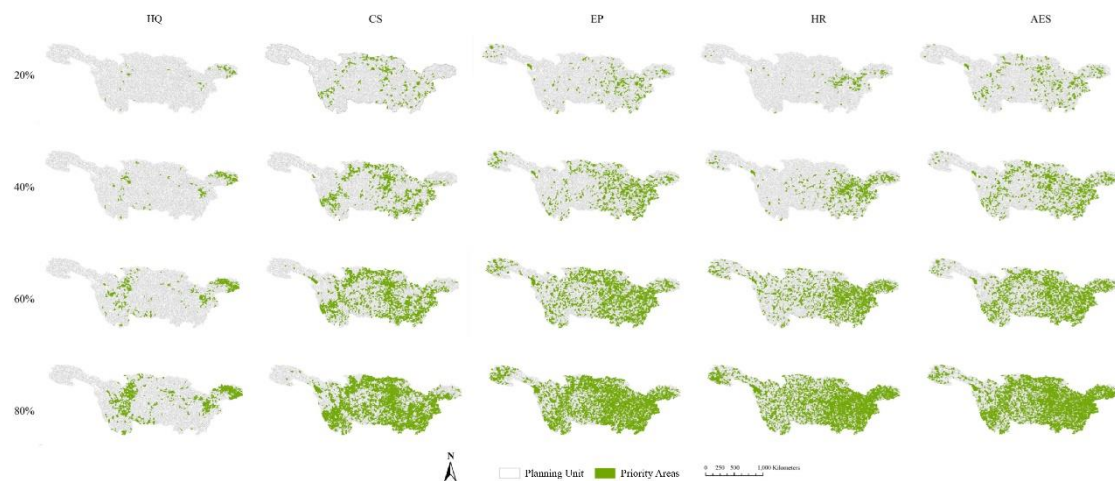 HQ CS EP HR AES
20%
40%
60%
80%
N
Planning Unit Priority Areas 0 250 500 1,000 Kilometers